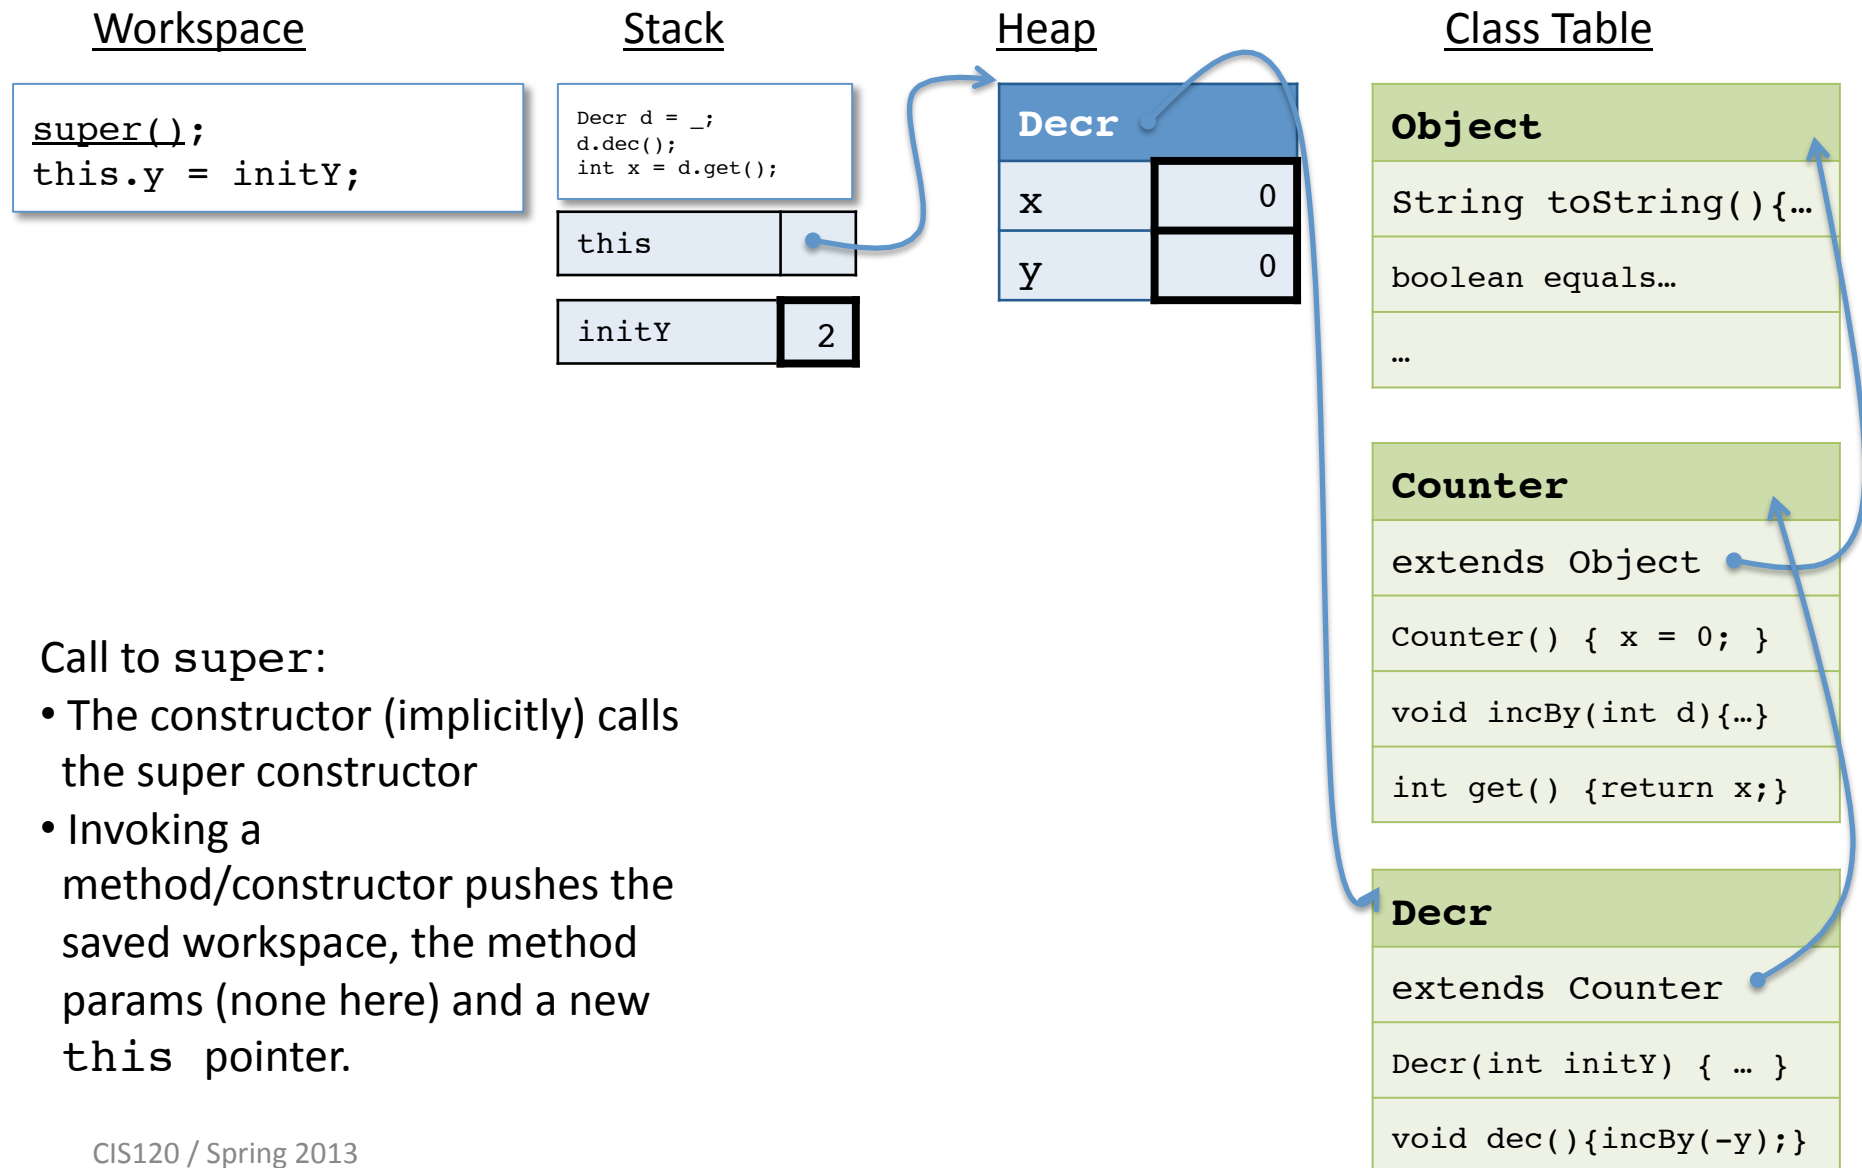 Workspace
Stack
Heap
Class Table
super();
this.y = initY;
Decr d = _;
d.dec();
int x = d.get();
this
initY 2
Decr
x 0
y 0
Object
String toString(){…
boolean equals…
…
Counter
extends Object
Counter() { x = 0; }
void incBy(int d){…}
int get() {return x;}
Decr
extends Counter
Decr(int initY) { … }
void dec(){incBy(-y);}
Call to super:
• The constructor (implicitly) calls
the super constructor
• Invoking a
method/constructor pushes the
saved workspace, the method
params (none here) and a new
this pointer.
CIS120 / Spring 2013